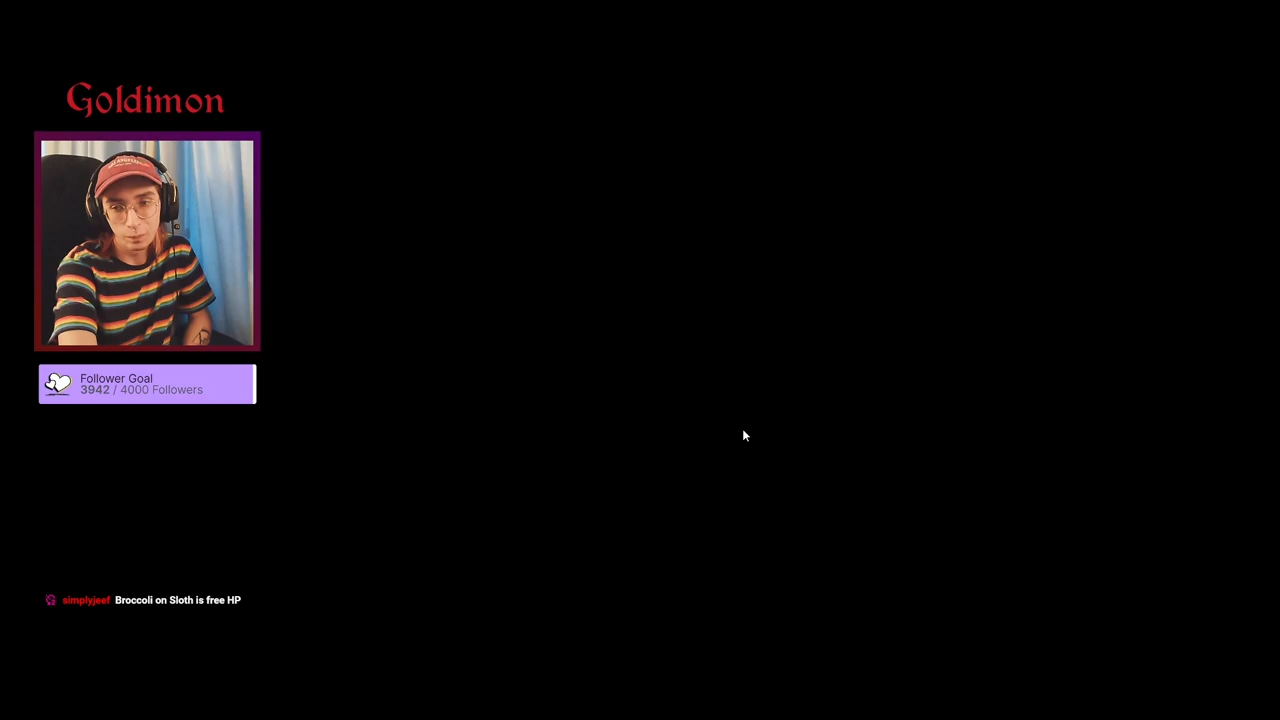 Goldimon
Follower Goal
3942 / 4000 Followers
simplyjeef Broccoli on Sloth is free HP